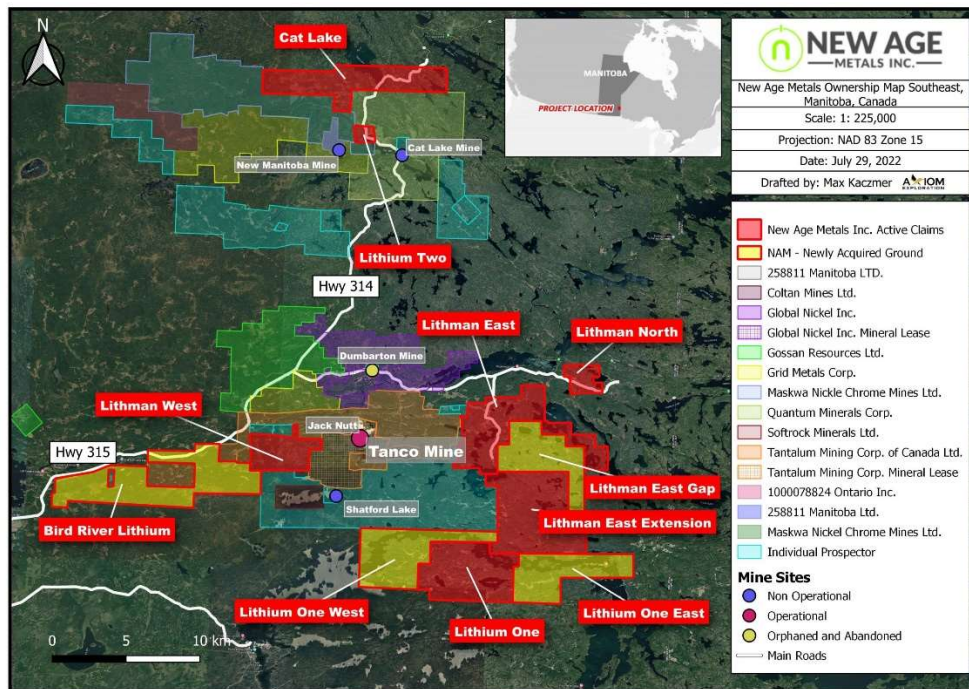 N
Cat Lake
MANITOBA
PROJECT LOCATION
New Manitoba Mine
Cat Lake Mine
Lithium Two
Hwy 314
Lithman East
Lithman North
Dumbarton Mine
Lithman West
Jack Nutt
Tanco Mine
Hwy 315
Lithman East Gap
Bird River Lithium
Shatford Lake
Lithman East Extension
Lithium One West
Lithium One
Lithium One East
0 5 10 km
n NEW AGE
METALS INC.
New Age Metals Ownership Map Southeast,
Manitoba, Canada
Scale: 1: 225,000
Projection: NAD 83 Zone 15
Date: July 29, 2022
Drafted by: Max Kaczmer AXIOM
EXPLORATION
New Age Metals Inc. Active Claims
NAM - Newly Acquired Ground
258811 Manitoba LTD.
Coltan Mines Ltd.
Global Nickel Inc.
Global Nickel Inc. Mineral Lease
Gossan Resources Ltd.
Grid Metals Corp.
Maskwa Nickle Chrome Mines Ltd.
Quantum Minerals Corp.
Softrock Minerals Ltd.
Tantalum Mining Corp. of Canada Ltd.
Tantalum Mining Corp. Mineral Lease
1000078824 Ontario Inc.
258811 Manitoba Ltd.
Maskwa Nickel Chrome Mines Ltd.
Individual Prospector
Mine Sites
Non Operational
Operational
Orphaned and Abandoned
Main Roads